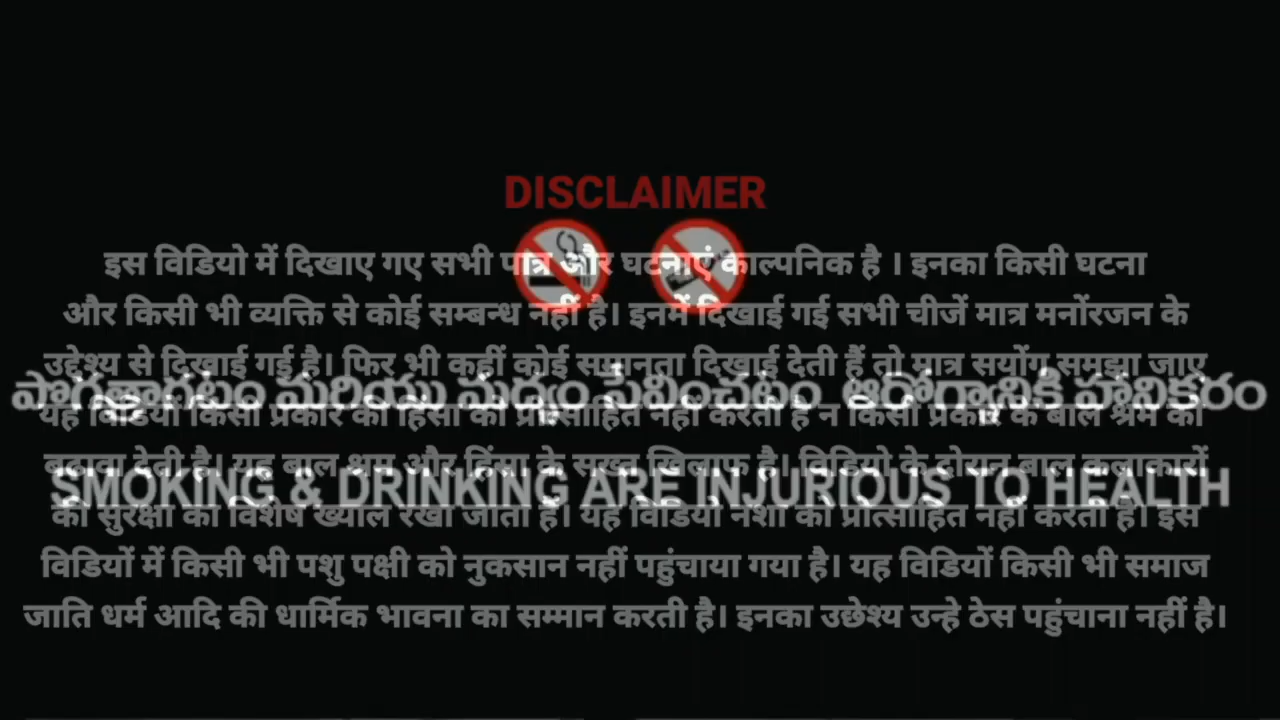 DISCLAIMER
इस विडियो में दिखाए गए सभी पात्र और घटनाएं काल्पनिक है । इनका किसी घटना
और किसी भी व्यक्ति से कोई सम्बन्ध नहीं है। इनमें दिखाई गई सभी चीजें मात्र मनोंरजन के
उद्देश्य से दिखाई गई है। फिर भी कहीं कोई समानता दिखाई देती हैं तो मात्र सयोंग समझा जाए
పొగత్రాగటం మరియు మద్యం సేవించటం ఆరోగ్యానికి హానికరం
यह विडियों किसी प्रकार की हिंसा को प्रोत्साहित नहीं करती है न किसी प्रकार के बाल श्रम को
बढावा देती है। यह बाल श्रम और हिंसा के सख्त खिलाफ है। विडियो के दोरान बाल कलाकारों
SMOKING & DRINKING ARE INJURIOUS TO HEALTH
की सुरक्षा का विशेष ख्याल रखा जाता है। यह विडियों नशा को प्रोत्साहित नहीं करती है। इस
विडियों में किसी भी पशु पक्षी को नुकसान नहीं पहुंचाया गया है। यह विडियों किसी भी समाज
जाति धर्म आदि की धार्मिक भावना का सम्मान करती है। इनका उछेश्य उन्हे ठेस पहुंचाना नहीं है।